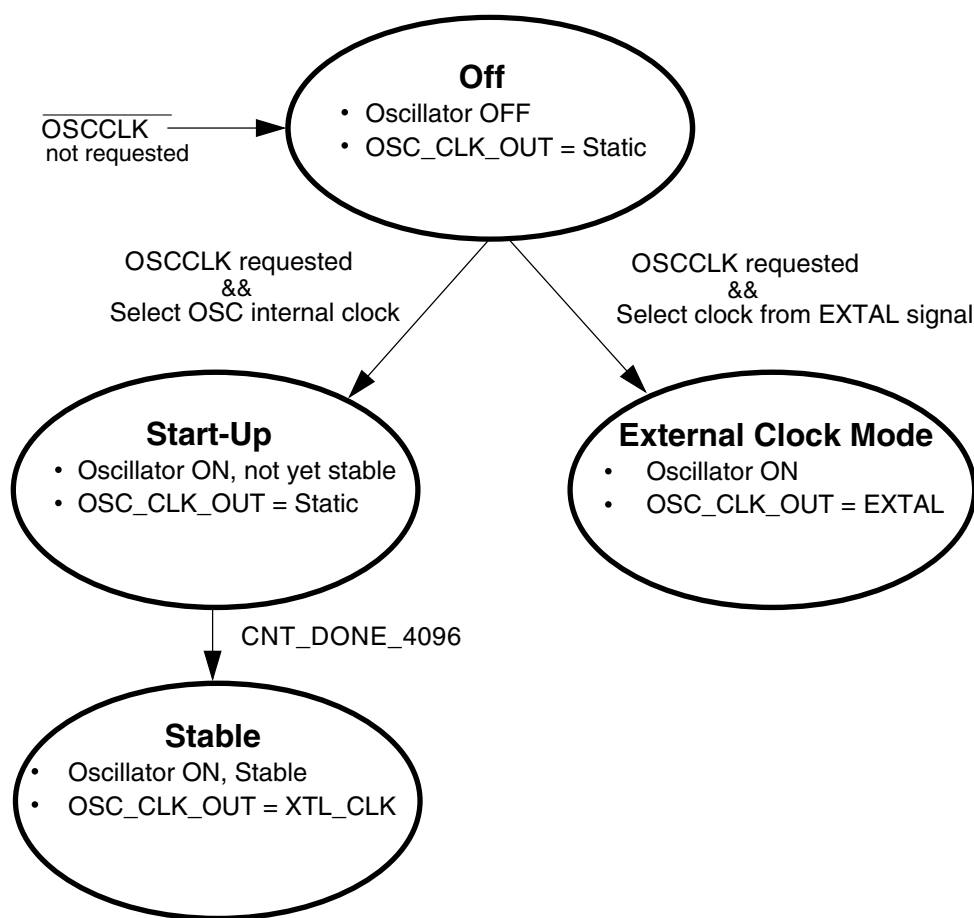 Off
• Oscillator OFF
• OSC_CLK_OUT = Static
OSCCLK
not requested
OSCCLK requested
&&
Select OSC internal clock
OSCCLK requested
&&
Select clock from EXTAL signal
Start-Up
• Oscillator ON, not yet stable
• OSC_CLK_OUT = Static
External Clock Mode
• Oscillator ON
• OSC_CLK_OUT = EXTAL
CNT_DONE_4096
Stable
• Oscillator ON, Stable
• OSC_CLK_OUT = XTL_CLK